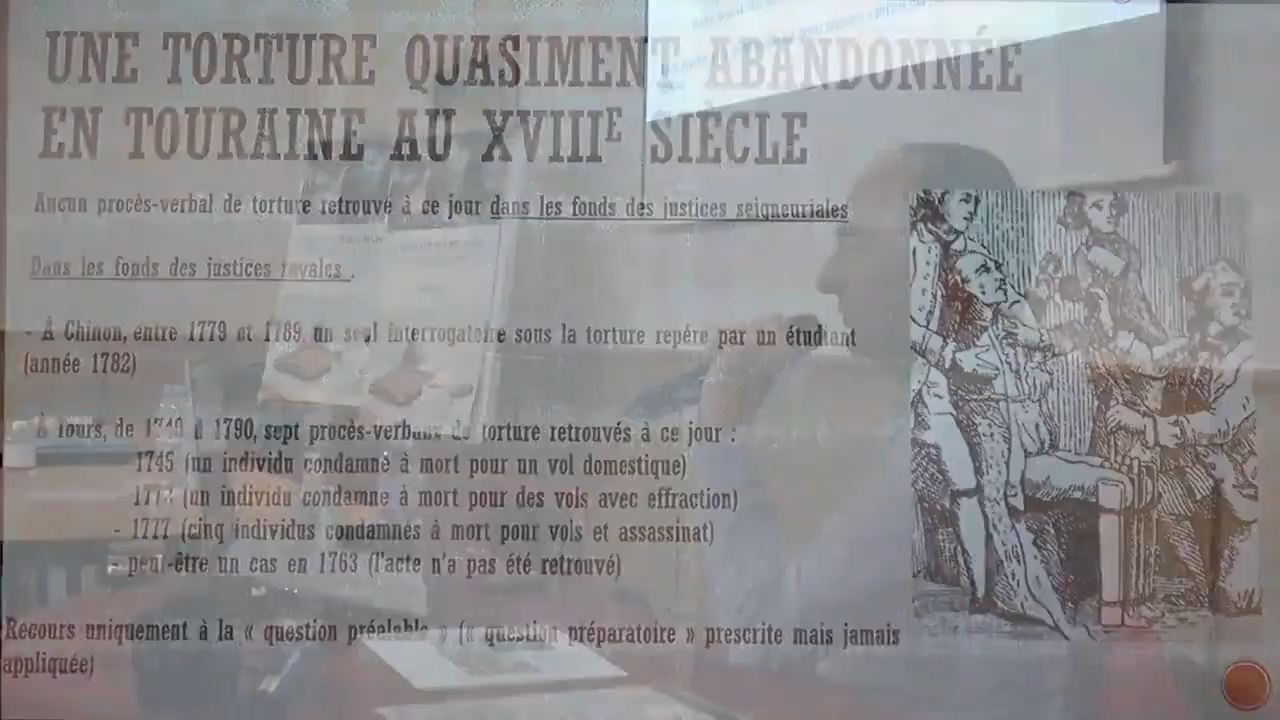 UNE TORTURE QUASIMENT ABANDONNÉE
EN TOURAINE AU XVIIIE SIÈCLE
Aucun procès-verbal de torture retrouvé à ce jour dans les fonds des justices seigneuriales
Dans les fonds des justices royales :
- À Chinon, entre 1779 et 1789, un seul interrogatoire sous la torture repéré par un étudiant
(année 1782)
À Tours, de à 1790, sept procès-verbaux de torture retrouvés à ce jour :
1745 (un individu condamné à mort pour un vol domestique)
(un individu condamné à mort pour des vols avec effraction)
- 1777 (cinq individus condamnés à mort pour vols et assassinat)
- peut-être un cas en 1763 (l'acte n'a pas été retrouvé)
Recours uniquement à la « question préalable » (« question préparatoire » prescrite mais jamais
appliquée)